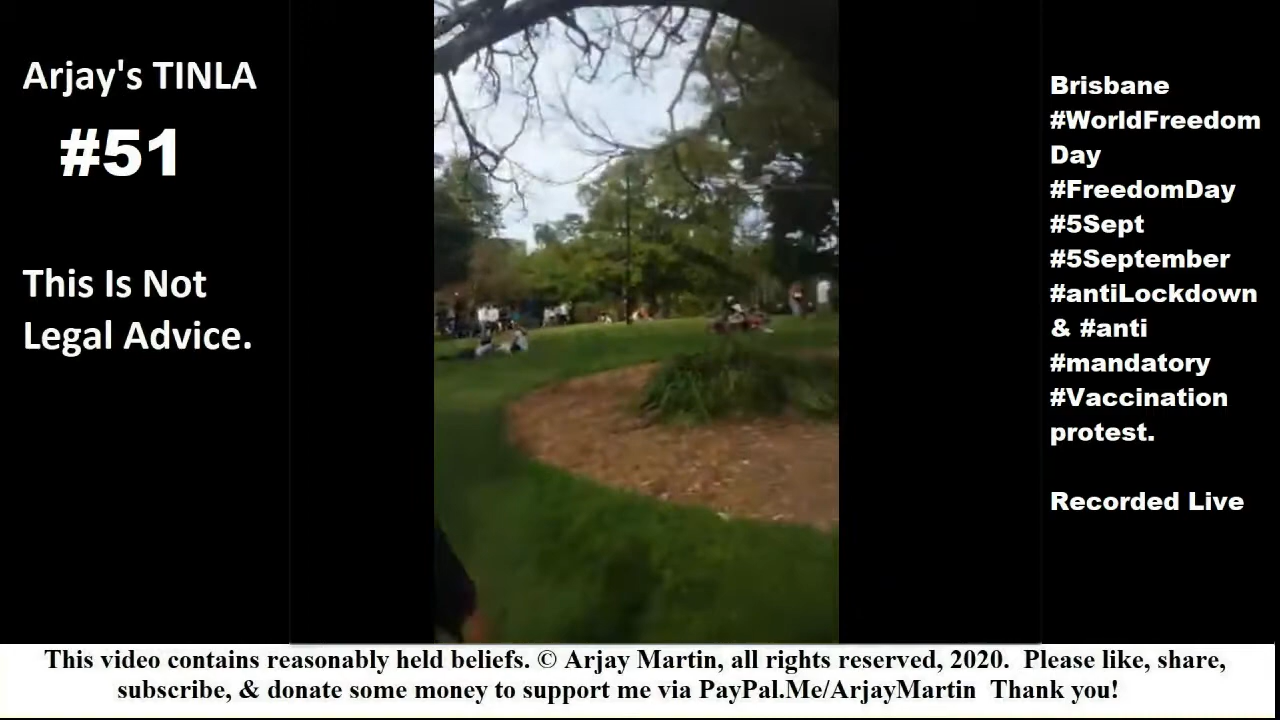 Arjay's TINLA
#51
This Is Not
Legal Advice.
Brisbane
#WorldFreedom
Day
#FreedomDay
#5Sept
#5September
#antiLockdown
& #anti
#mandatory
#Vaccination
protest.
Recorded Live
This video contains reasonably held beliefs. © Arjay Martin, all rights reserved, 2020.  Please like, share,
subscribe, & donate some money to support me via PayPal.Me/ArjayMartin  Thank you!